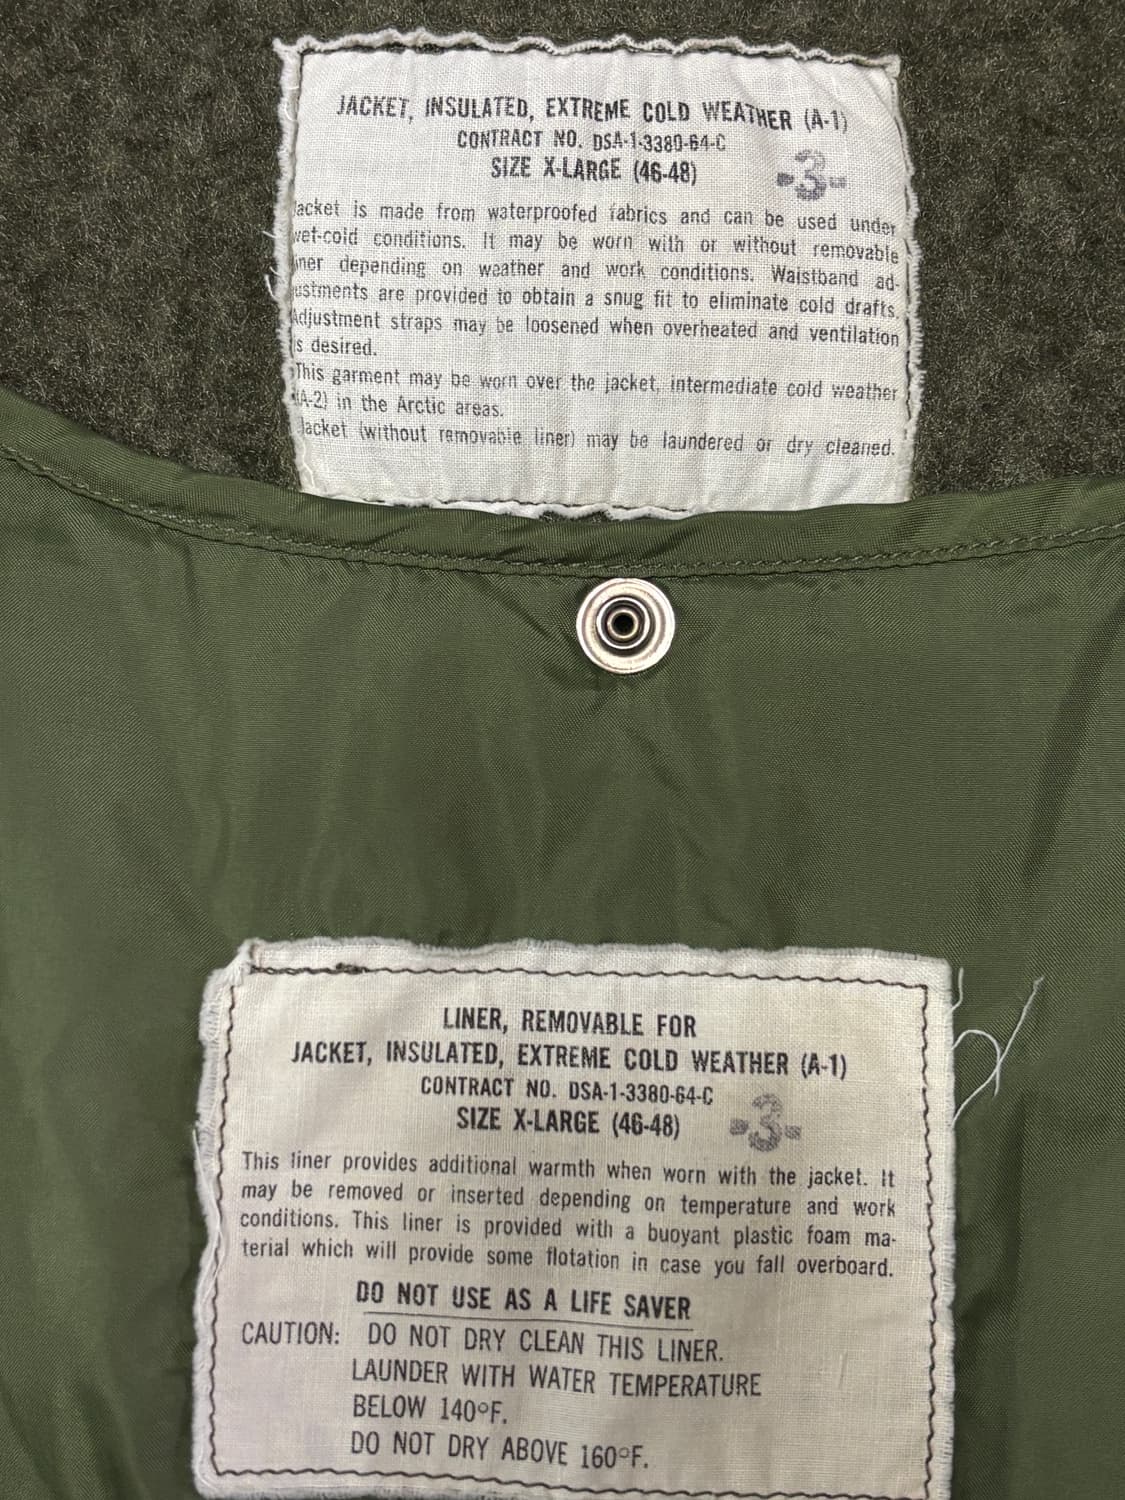 JACKET, INSULATED, EXTREME COLD WEATHER (A-1)
CONTRACT NO. DSA-1-3380-64-C
SIZE X-LARGE (46-48)
-3-
Jacket is made from waterproofed fabrics and can be used under
wet-cold conditions. It may be worn with or without removable
liner depending on weather and work conditions. Waistband ad-
justments are provided to obtain a snug fit to eliminate cold drafts.
Adjustment straps may be loosened when overheated and ventilation
is desired.
This garment may be worn over the jacket, intermediate cold weather
(A-2) in the Arctic areas.
Jacket (without removable liner) may be laundered or dry cleaned.
LINER, REMOVABLE FOR
JACKET, INSULATED, EXTREME COLD WEATHER (A-1)
CONTRACT NO. DSA-1-3380-64-C
SIZE X-LARGE (46-48)
-3-
This liner provides additional warmth when worn with the jacket. It
may be removed or inserted depending on temperature and work
conditions. This liner is provided with a buoyant plastic foam ma-
terial which will provide some flotation in case you fall overboard.
DO NOT USE AS A LIFE SAVER
CAUTION: DO NOT DRY CLEAN THIS LINER.
LAUNDER WITH WATER TEMPERATURE
BELOW 140°F.
DO NOT DRY ABOVE 160°F.